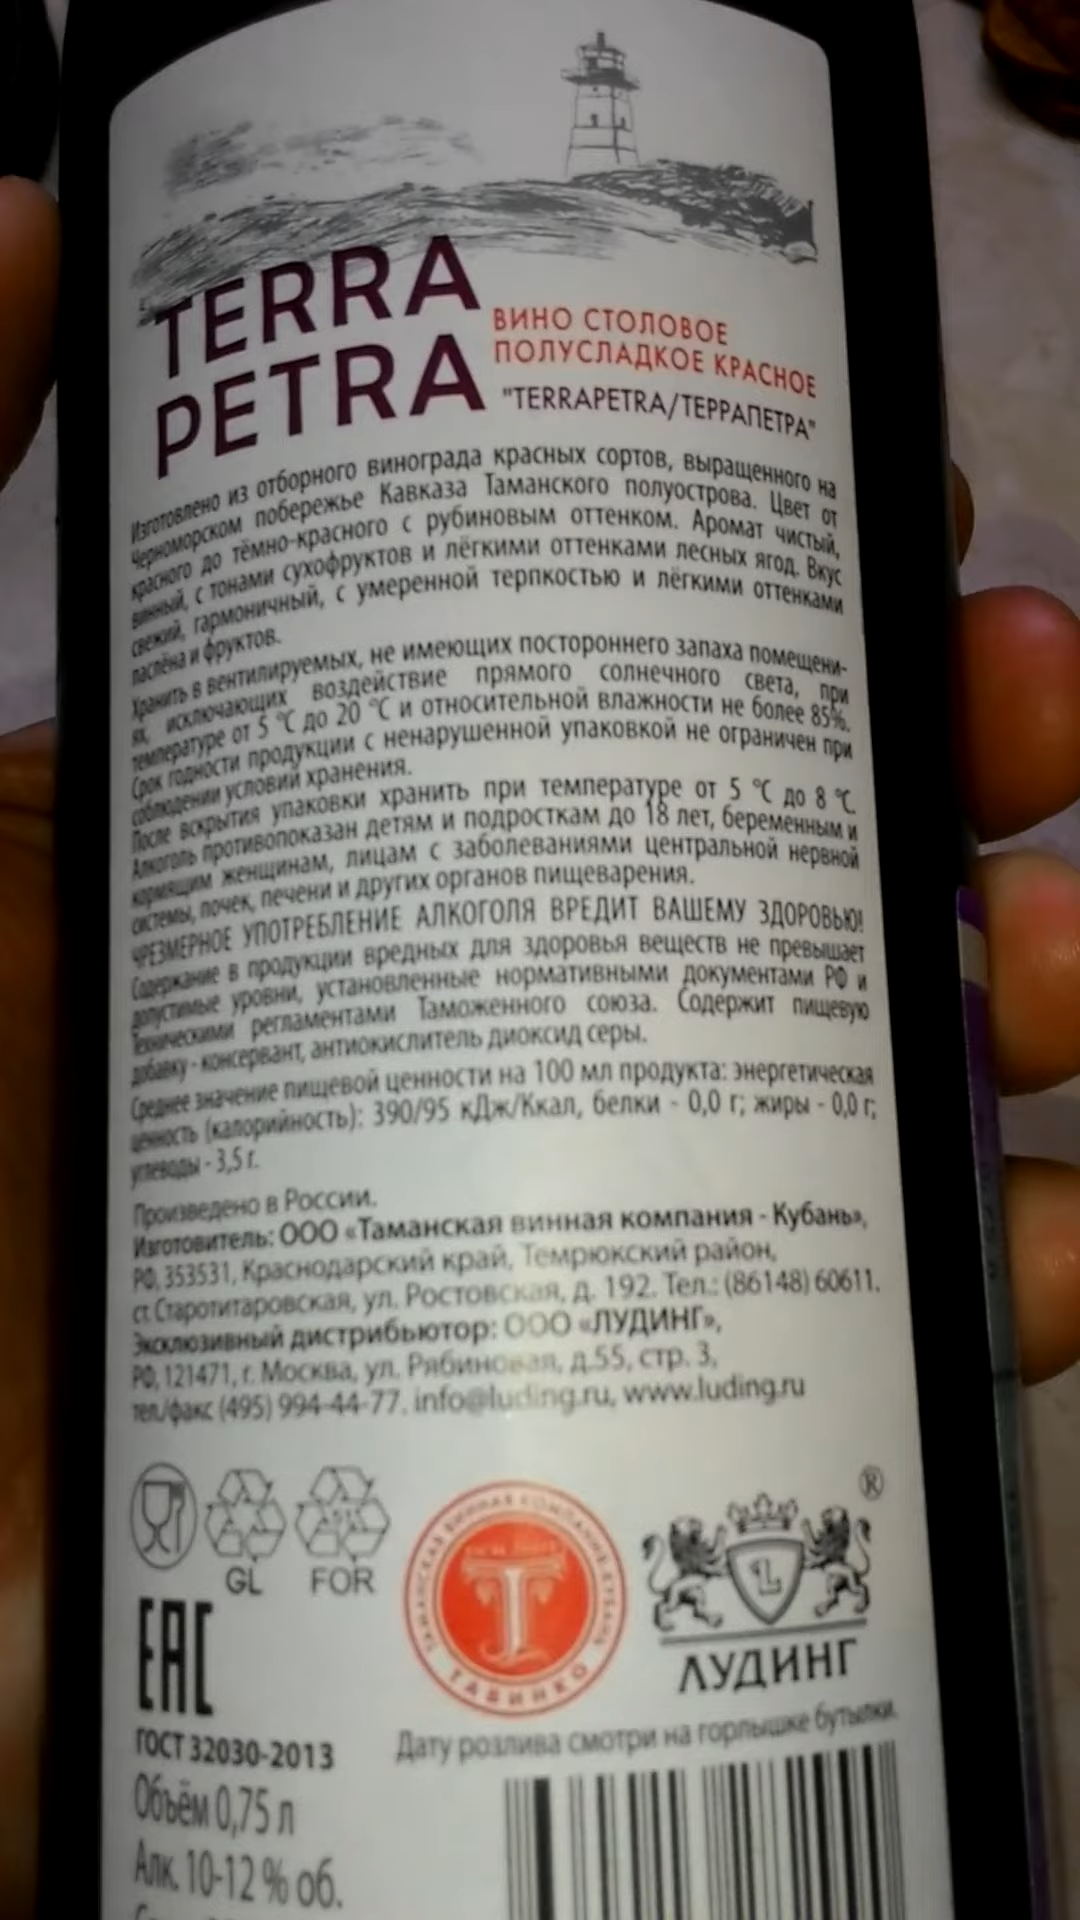 TERRA
PETRA
ВИНО СТОЛОВОЕ
ПОЛУСЛАДКОЕ КРАСНОЕ
"TERRAPETRA/ТЕРРАПЕТРА"
Изготовлено из отборного винограда красных сортов, выращенного на
Черноморском побережье Кавказа Таманского полуострова. Цвет от
красного до тёмно-красного с рубиновым оттенком. Аромат чистый,
винный, с тонами сухофруктов и лёгкими оттенками лесных ягод. Вкус
свежий, гармоничный, с умеренной терпкостью и лёгкими оттенками
паслёна и фруктов.
Хранить в вентилируемых, не имеющих постороннего запаха помещени-
ях, исключающих воздействие прямого солнечного света, при
температуре от 5 °С до 20 °С и относительной влажности не более 85%.
Срок годности продукции с ненарушенной упаковкой не ограничен при
соблюдении условий хранения.
После вскрытия упаковки хранить при температуре от 5 °С до 8 °С.
Алкоголь противопоказан детям и подросткам до 18 лет, беременным и
кормящим женщинам, лицам с заболеваниями центральной нервной
системы, почек, печени и других органов пищеварения.
ЧРЕЗМЕРНОЕ УПОТРЕБЛЕНИЕ АЛКОГОЛЯ ВРЕДИТ ВАШЕМУ ЗДОРОВЬЮ!
Содержание в продукции вредных для здоровья веществ не превышает
допустимые уровни, установленные нормативными документами РФ и
Техническими регламентами Таможенного союза. Содержит пищевую
добавку - консервант, антиокислитель диоксид серы.
Среднее значение пищевой ценности на 100 мл продукта: энергетическая
ценность (калорийность): 390/95 кДж/Ккал, белки - 0,0 г; жиры - 0,0 г;
углеводы - 3,5 г.
Произведено в России.
Изготовитель: ООО «Таманская винная компания - Кубань»,
РФ, 353531, Краснодарский край, Темрюкский район,
ст. Старотитаровская, ул. Ростовская, д. 192. Тел.: (86148) 60611.
Эксклюзивный дистрибьютор: ООО «ЛУДИНГ»,
РФ, 121471, г. Москва, ул. Рябиновая, д.55, стр. 3,
тел./факс (495) 994-44-77. info@luding.ru, www.luding.ru
GL FOR
ТАМАНСКАЯ ВИННАЯ КОМПАНИЯ-КУБАНЬ
Т
ТАВИНКО
®
L
ЛУДИНГ
ЕАС
ГОСТ 32030-2013
Дату розлива смотри на горлышке бутылки.
Объём 0,75 л
Алк. 10-12 % об.